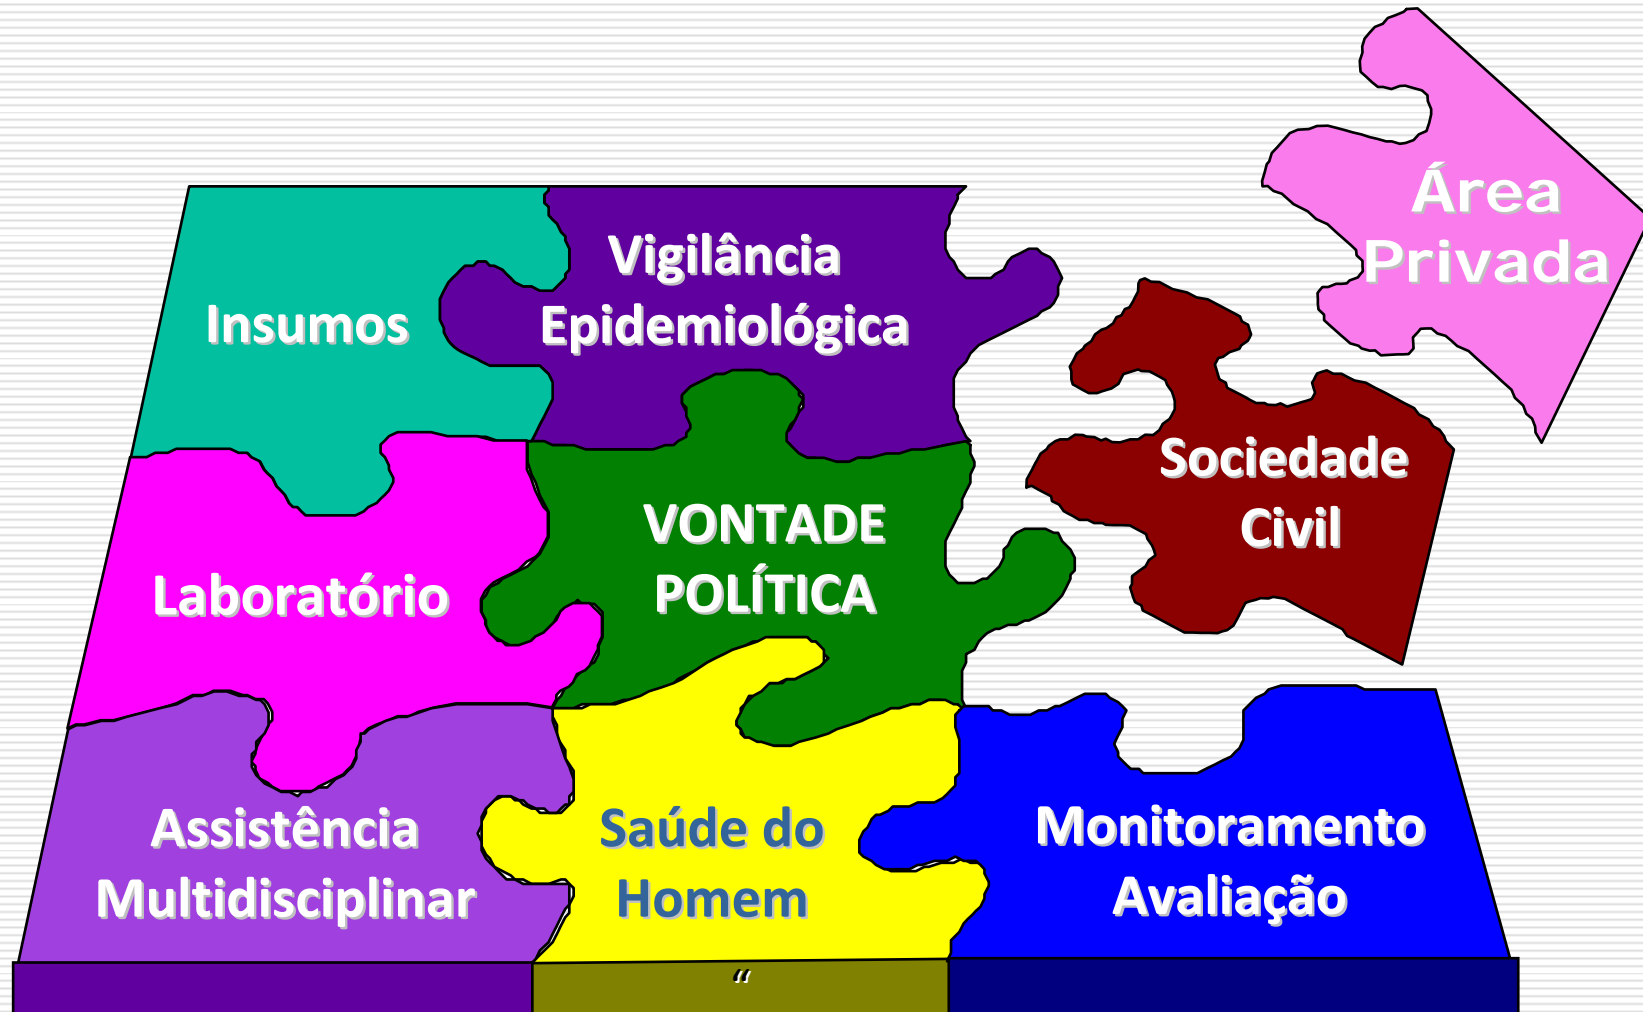 Área
Privada
Vigilância
Epidemiológica
Insumos
Sociedade
Civil
VONTADE
POLÍTICA
Laboratório
Assistência
Multidisciplinar
Saúde do
Homem
Monitoramento
Avaliação
“